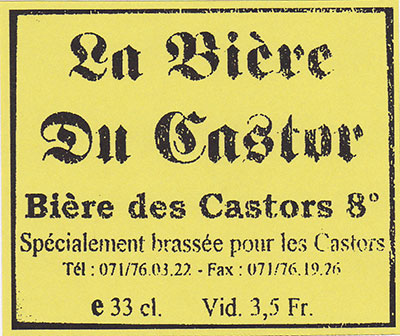 La Bière
Du Castor
Bière des Castors 8°
Spécialement brassée pour les Castors
Tél : 071/76.03.22 - Fax : 071/76.19.26
e 33 cl. Vid. 3,5 Fr.